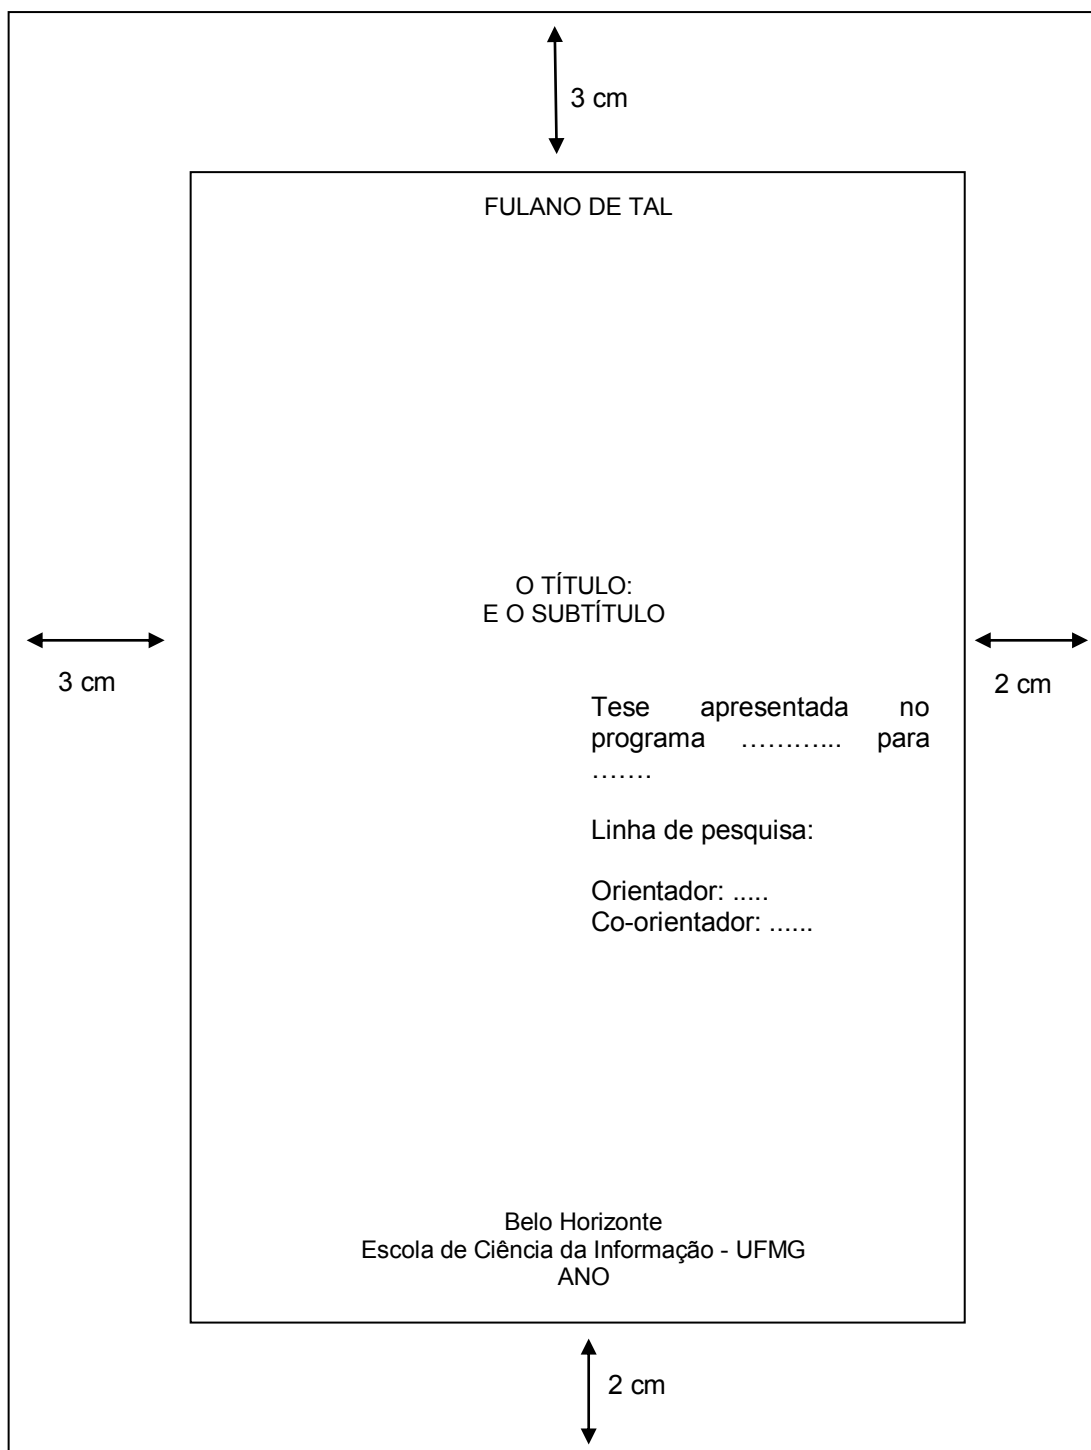 3 cm
FULANO DE TAL
O TÍTULO:
E O SUBTÍTULO
3 cm
2 cm
Tese apresentada no
programa ………... para
…….
Linha de pesquisa:
Orientador: .....
Co-orientador: ......
Belo Horizonte
Escola de Ciência da Informação - UFMG
ANO
2 cm